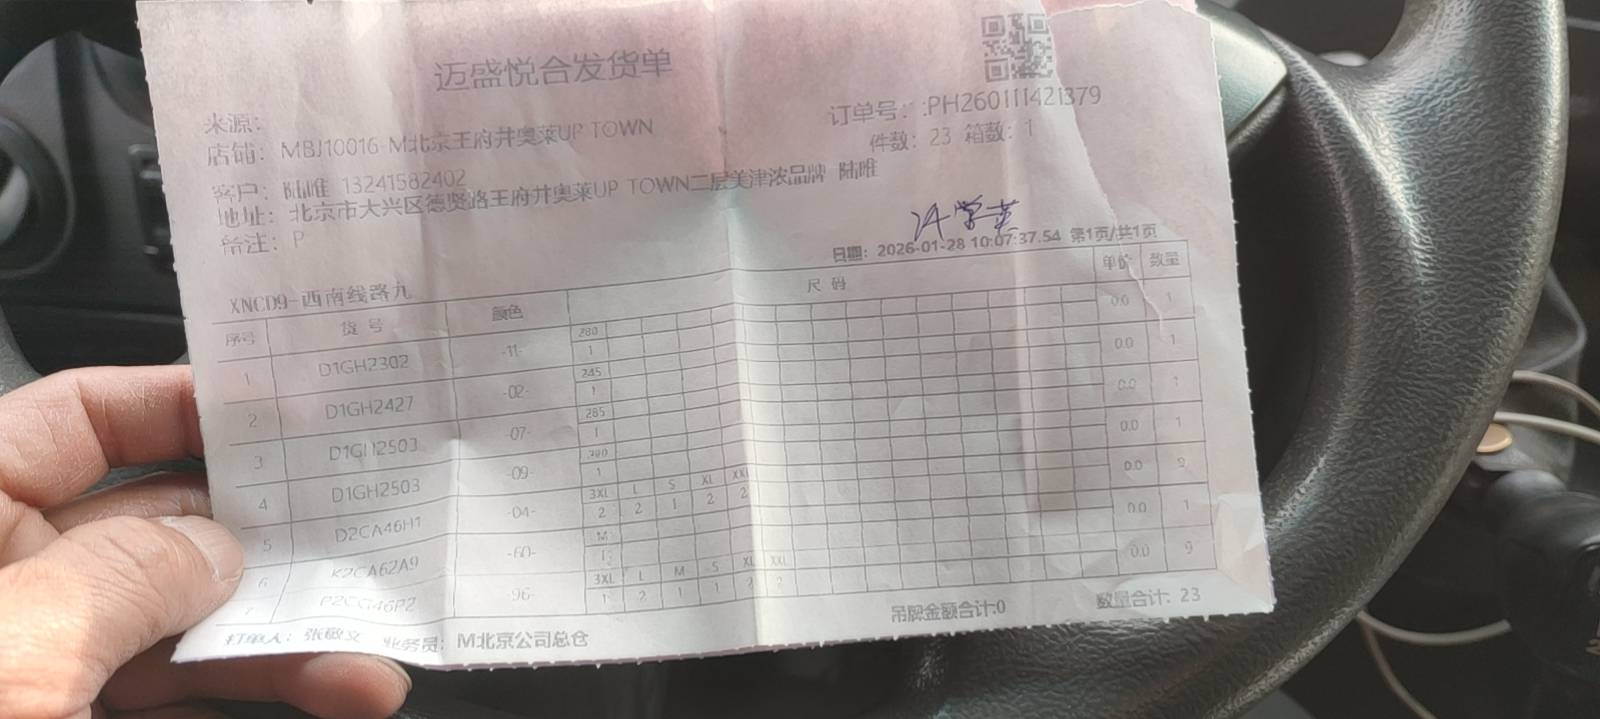 迈盛悦合发货单
来源:
订单号: :PH260111421379
店铺: MBJ10016-M北京王府井奥莱UP TOWN
件数: 23 箱数: 1
客户: 陆唯 13241582402
地址: 北京市大兴区德贤路王府井奥莱UP TOWN二层美津浓品牌 陆唯
备注: P
日期: 2026-01-28 10:07:37.54 第1页/共1页
XNCD9-西南线路九
序号 货号 颜色 尺码 单价 数量
280
1 D1GH2302 -11- 1 0.0 1
245
2 D1GH2427 -02- 1 0.0 1
285
3 D1GH2503 -07- 1 0.0 1
4 D1GH2503 -09- 1 0.0 1
3XL L S XL XXL
5 D2CA46H1 -04- 2 2 1 2 2 0.0 9
M
6 K2CA62A9 -60- 1 0.0 1
3XL L M S XL XXL
7 -96- 1 2 1 1 2 2 0.0 9
吊牌金额合计:0 数量合计: 23
打单人: 张敬文 业务员: M北京公司总仓